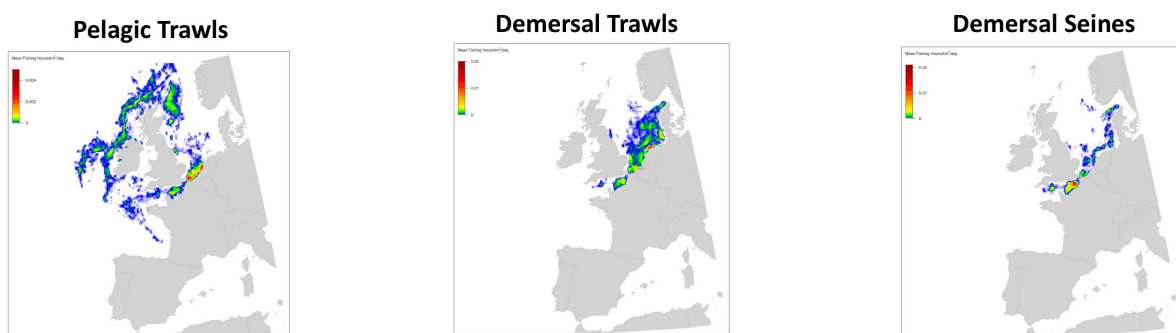 Pelagic Trawls
Mean Fishing Hours/km²/day
0.004
0.002
0
Demersal Trawls
Mean Fishing Hours/km²/day
0.02
0.01
0
Demersal Seines
Mean Fishing Hours/km²/day
0.02
0.01
0